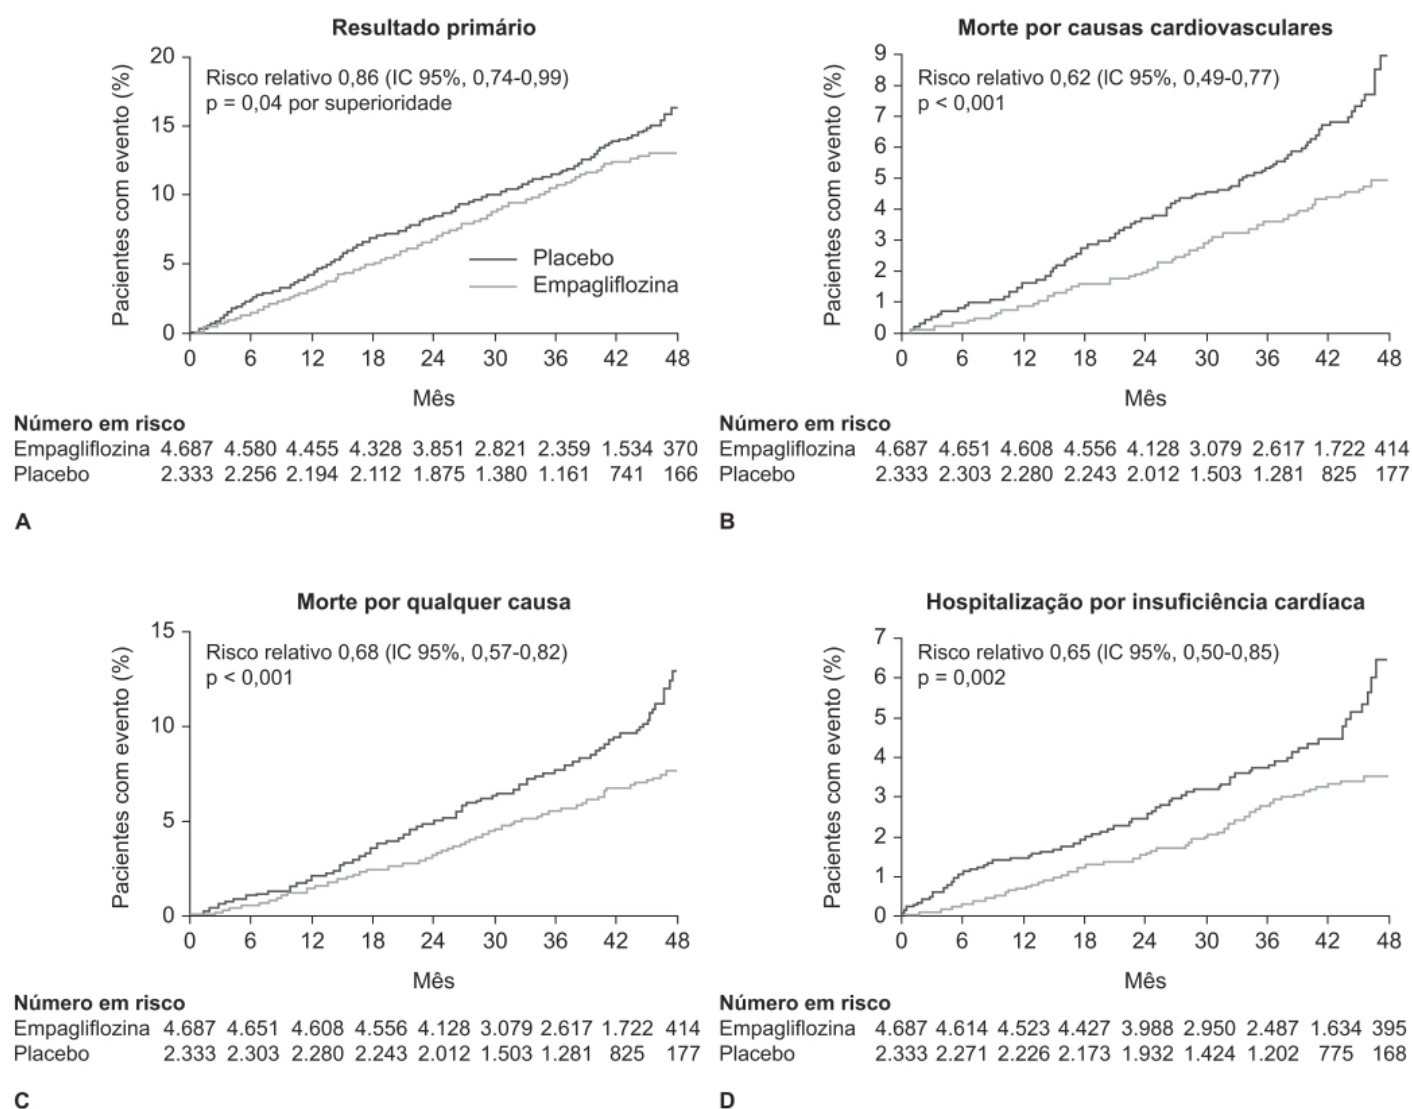 Resultado primário
Pacientes com evento (%)
20
15
10
5
0
Risco relativo 0,86 (IC 95%, 0,74-0,99)
p = 0,04 por superioridade
Placebo
Empagliflozina
0 6 12 18 24 30 36 42 48
Mês
Número em risco
Empagliflozina 4.687 4.580 4.455 4.328 3.851 2.821 2.359 1.534 370
Placebo 2.333 2.256 2.194 2.112 1.875 1.380 1.161 741 166
A
Morte por causas cardiovasculares
Pacientes com evento (%)
9
8
7
6
5
4
3
2
1
0
Risco relativo 0,62 (IC 95%, 0,49-0,77)
p < 0,001
0 6 12 18 24 30 36 42 48
Mês
Número em risco
Empagliflozina 4.687 4.651 4.608 4.556 4.128 3.079 2.617 1.722 414
Placebo 2.333 2.303 2.280 2.243 2.012 1.503 1.281 825 177
B
Morte por qualquer causa
Pacientes com evento (%)
15
10
5
0
Risco relativo 0,68 (IC 95%, 0,57-0,82)
p < 0,001
0 6 12 18 24 30 36 42 48
Mês
Número em risco
Empagliflozina 4.687 4.651 4.608 4.556 4.128 3.079 2.617 1.722 414
Placebo 2.333 2.303 2.280 2.243 2.012 1.503 1.281 825 177
C
Hospitalização por insuficiência cardíaca
Pacientes com evento (%)
7
6
5
4
3
2
1
0
Risco relativo 0,65 (IC 95%, 0,50-0,85)
p = 0,002
0 6 12 18 24 30 36 42 48
Mês
Número em risco
Empagliflozina 4.687 4.614 4.523 4.427 3.988 2.950 2.487 1.634 395
Placebo 2.333 2.271 2.226 2.173 1.932 1.424 1.202 775 168
D